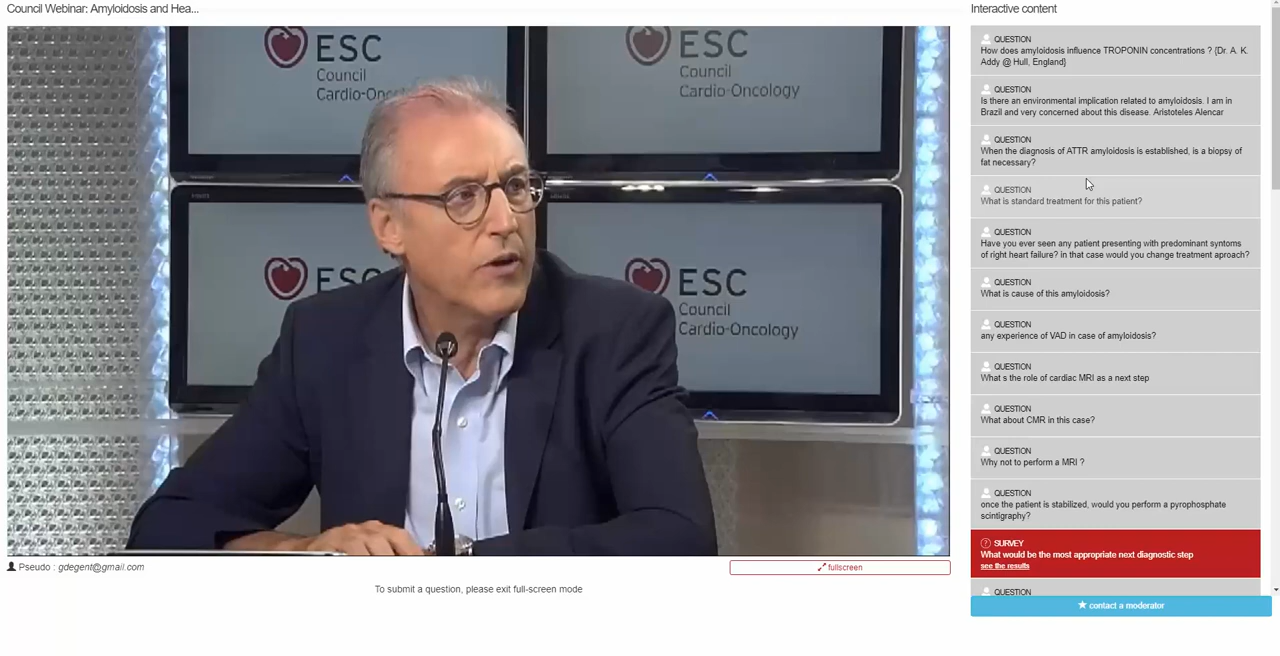 Council Webinar: Amyloidosis and Hea...
ESC
Council
Cardio-Onco
ESC
Council
Cardio-Oncology
ESC
Council
Cardio
ESC
Council
Cardio-Oncology
Pseudo : gdegent@gmail.com
fullscreen
To submit a question, please exit full-screen mode
Interactive content
QUESTION
How does amyloidosis influence TROPONIN concentrations ? {Dr. A. K.
Addy @ Hull, England}
QUESTION
Is there an environmental implication related to amyloidosis. I am in
Brazil and very concerned about this disease. Aristoteles Alencar
QUESTION
When the diagnosis of ATTR amyloidosis is established, is a biopsy of
fat necessary?
QUESTION
What is standard treatment for this patient?
QUESTION
Have you ever seen any patient presenting with predominant syntoms
of right heart failure? in that case would you change treatment aproach?
QUESTION
What is cause of this amyloidosis?
QUESTION
any experience of VAD in case of amyloidosis?
QUESTION
What s the role of cardiac MRI as a next step
QUESTION
What about CMR in this case?
QUESTION
Why not to perform a MRI ?
QUESTION
once the patient is stabilized, would you perform a pyrophosphate
scintigraphy?
SURVEY
What would be the most appropriate next diagnostic step
see the results
QUESTION
contact a moderator